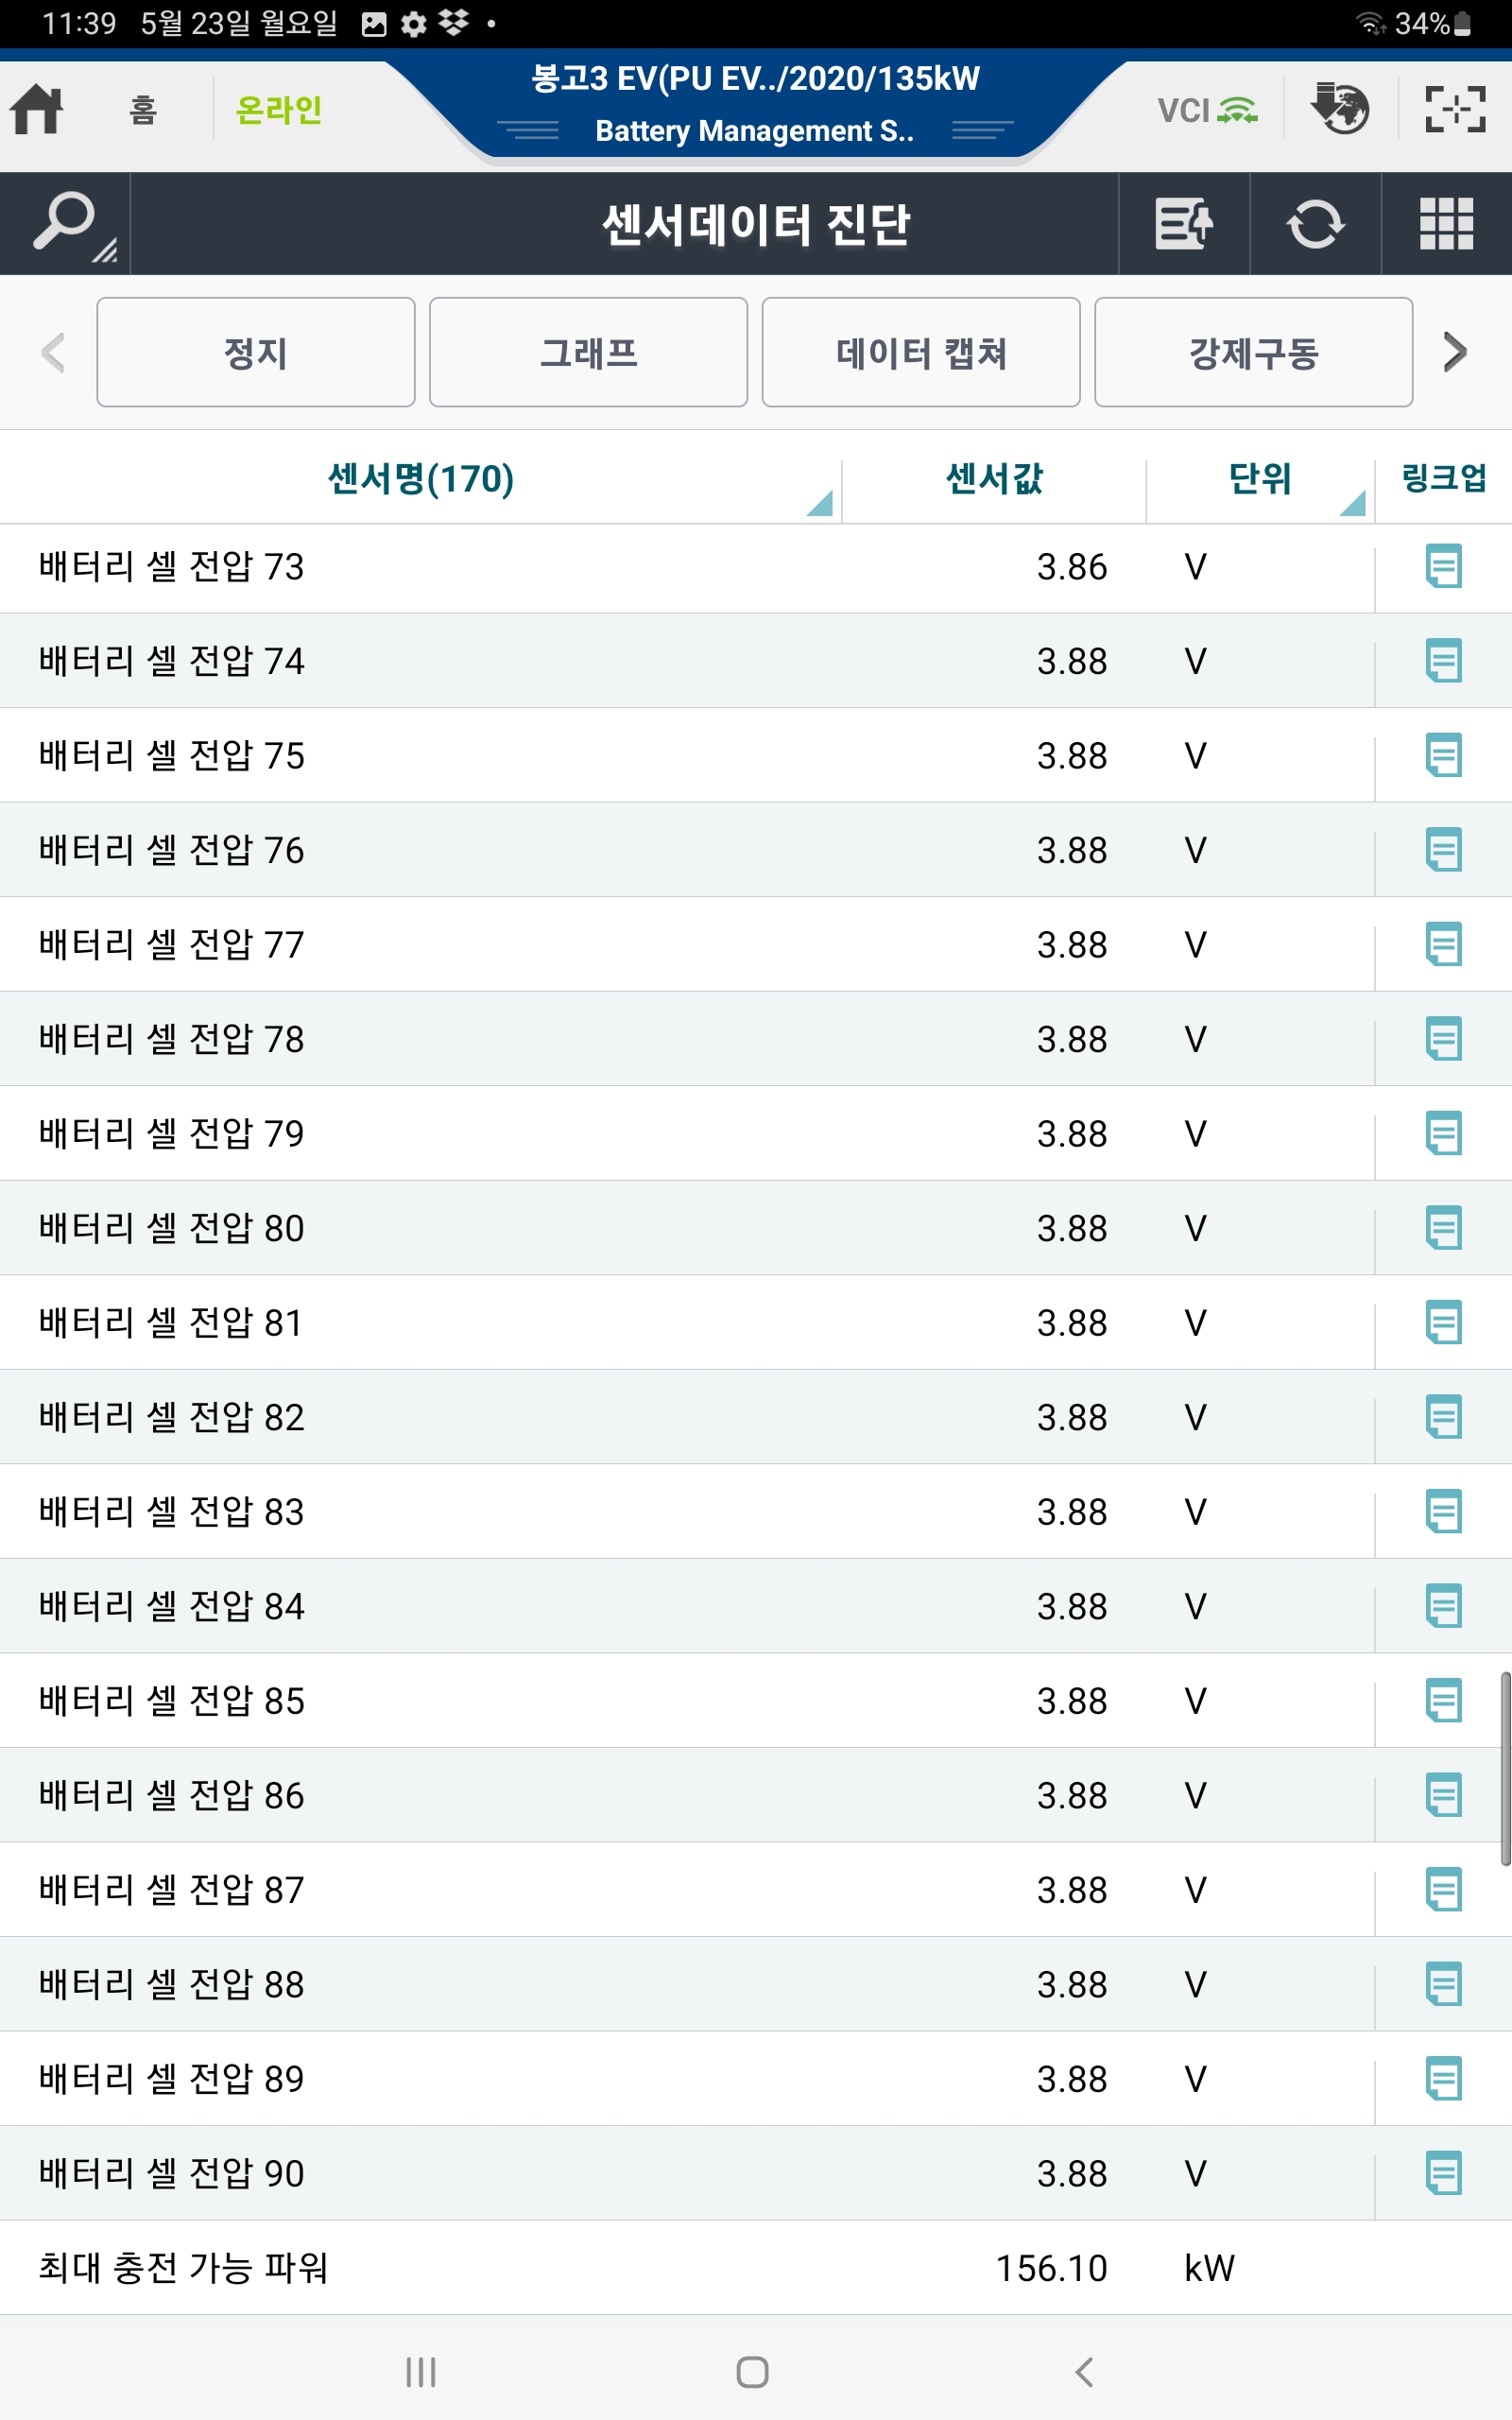 11:39 5월 23일 월요일 34%
봉고3 EV(PU EV../2020/135kW
홈 온라인 VCI
Battery Management S..
센서데이터 진단
정지 그래프 데이터 캡쳐 강제구동
센서명(170) 센서값 단위 링크업
배터리 셀 전압 73 3.86 V
배터리 셀 전압 74 3.88 V
배터리 셀 전압 75 3.88 V
배터리 셀 전압 76 3.88 V
배터리 셀 전압 77 3.88 V
배터리 셀 전압 78 3.88 V
배터리 셀 전압 79 3.88 V
배터리 셀 전압 80 3.88 V
배터리 셀 전압 81 3.88 V
배터리 셀 전압 82 3.88 V
배터리 셀 전압 83 3.88 V
배터리 셀 전압 84 3.88 V
배터리 셀 전압 85 3.88 V
배터리 셀 전압 86 3.88 V
배터리 셀 전압 87 3.88 V
배터리 셀 전압 88 3.88 V
배터리 셀 전압 89 3.88 V
배터리 셀 전압 90 3.88 V
최대 충전 가능 파워 156.10 kW